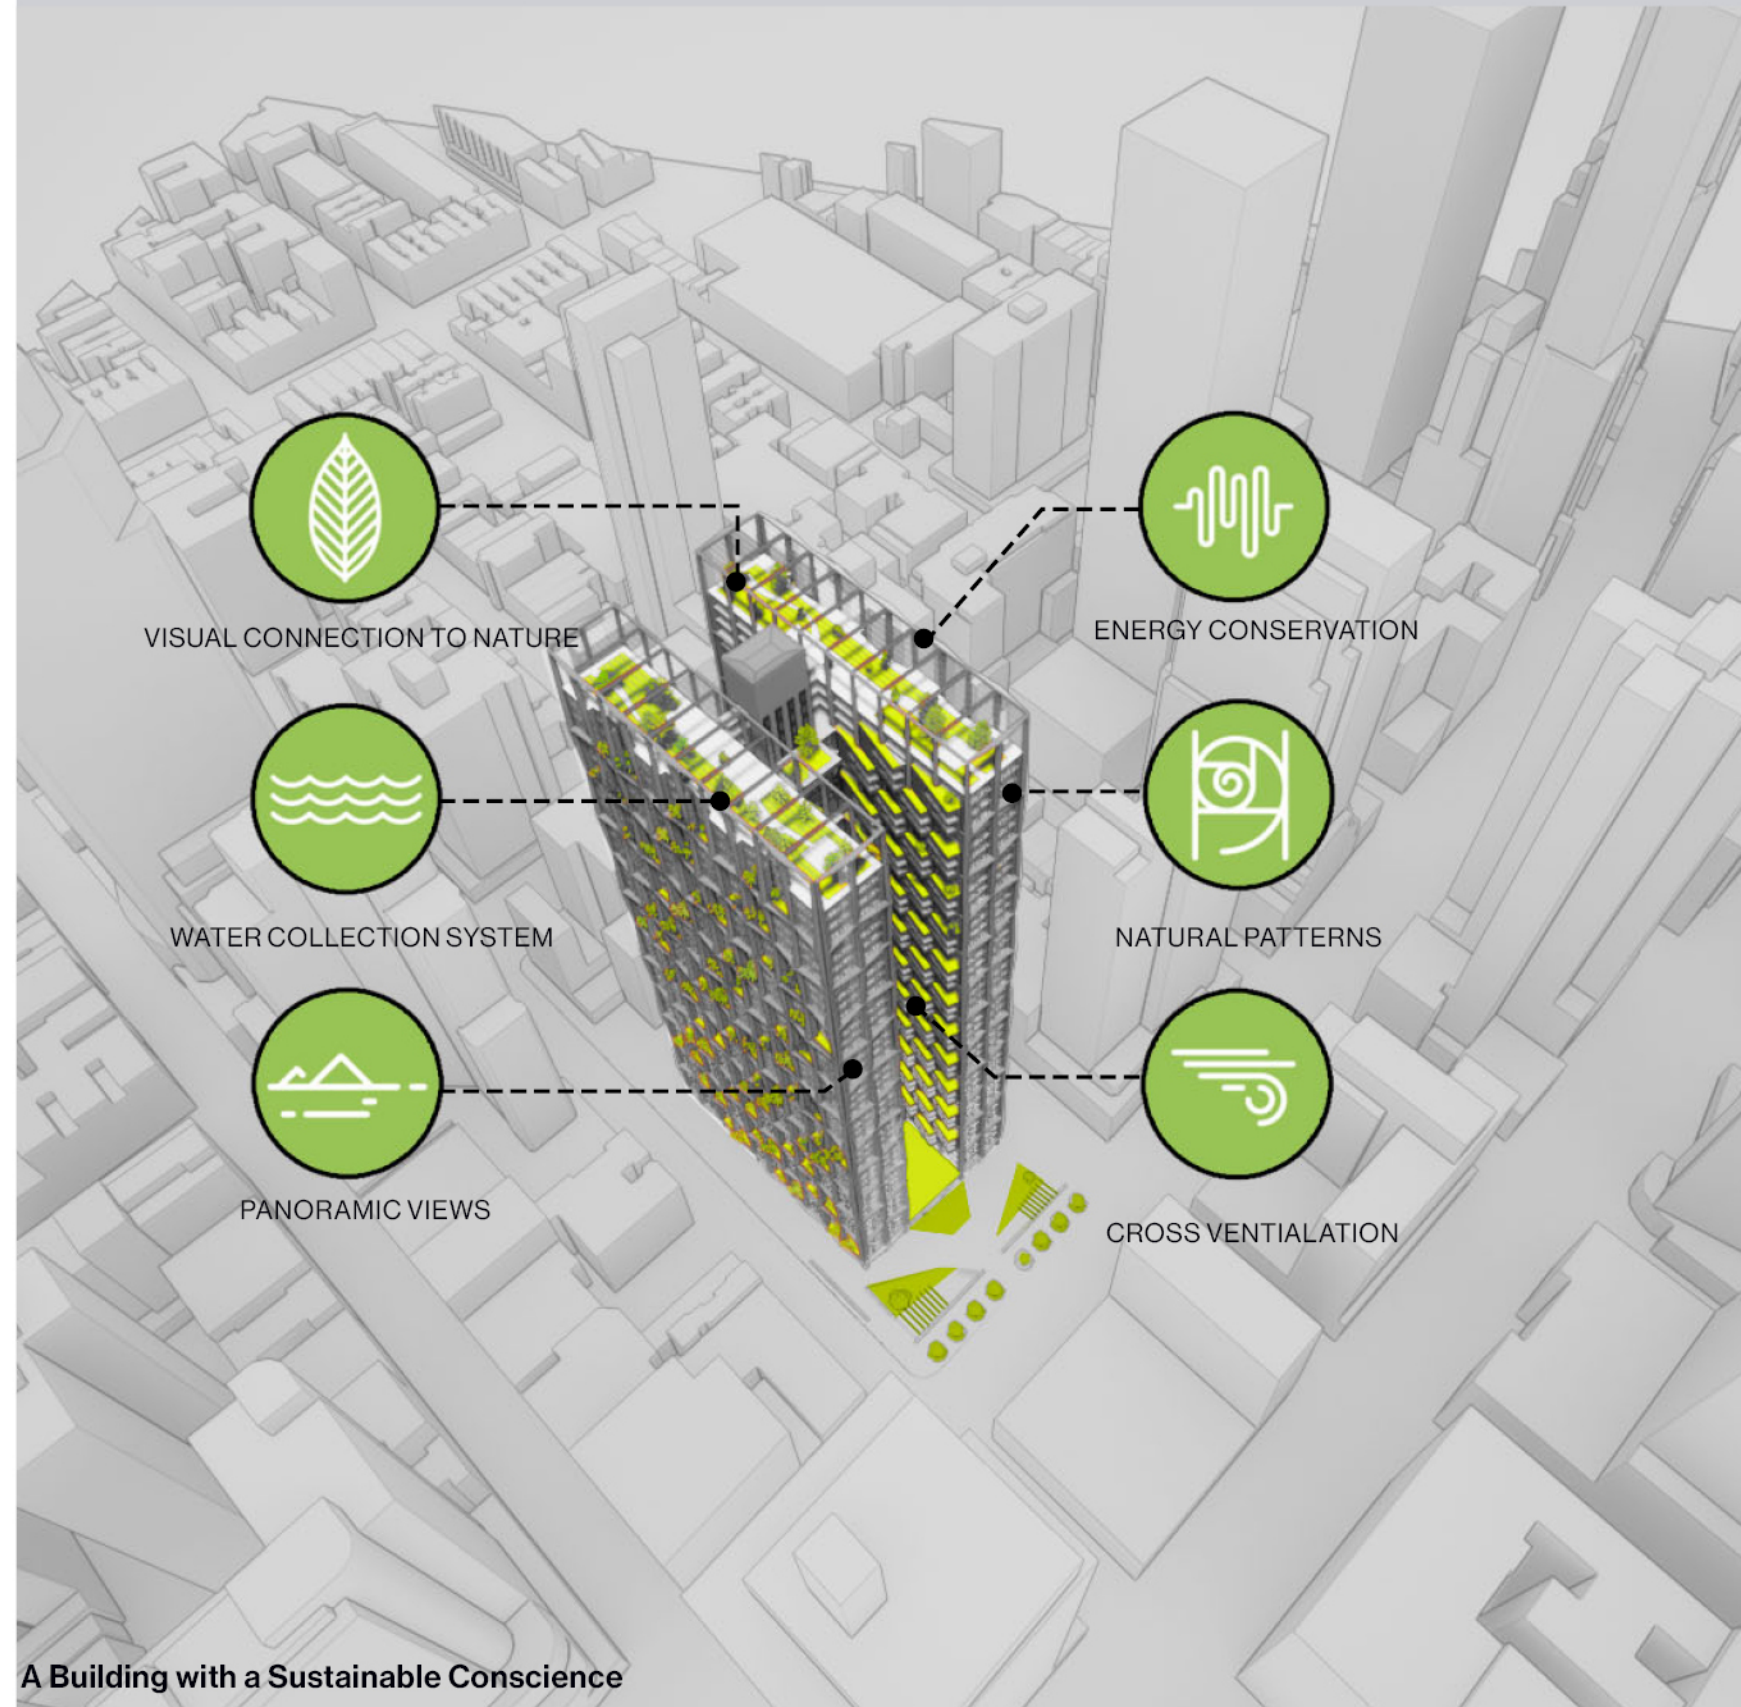 VISUAL CONNECTION TO NATURE
ENERGY CONSERVATION
WATER COLLECTION SYSTEM
NATURAL PATTERNS
PANORAMIC VIEWS
CROSS VENTIALATION
A Building with a Sustainable Conscience